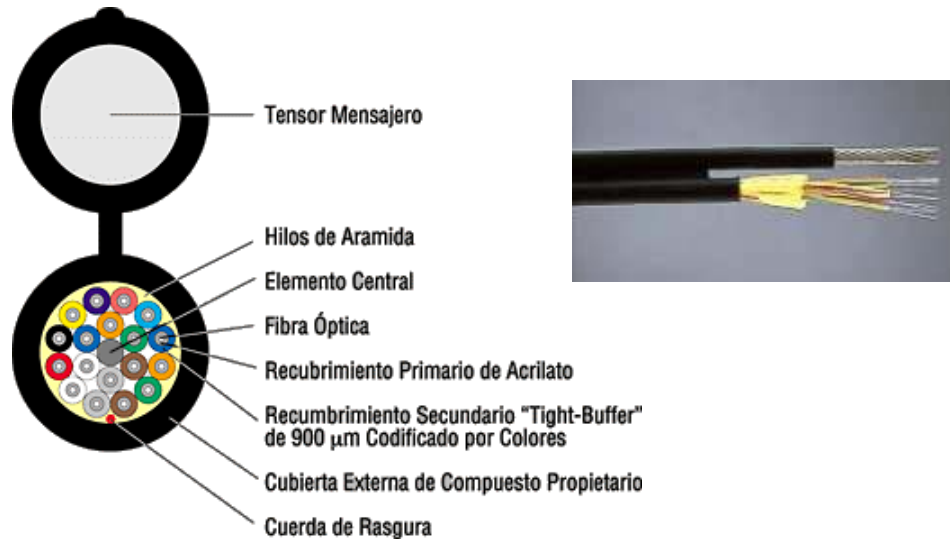 Tensor Mensajero
Hilos de Aramida
Elemento Central
Fibra Óptica
Recubrimiento Primario de Acrilato
Recumbrimiento Secundario “Tight-Buffer”
de 900 μm Codificado por Colores
Cubierta Externa de Compuesto Propietario
Cuerda de Rasgura